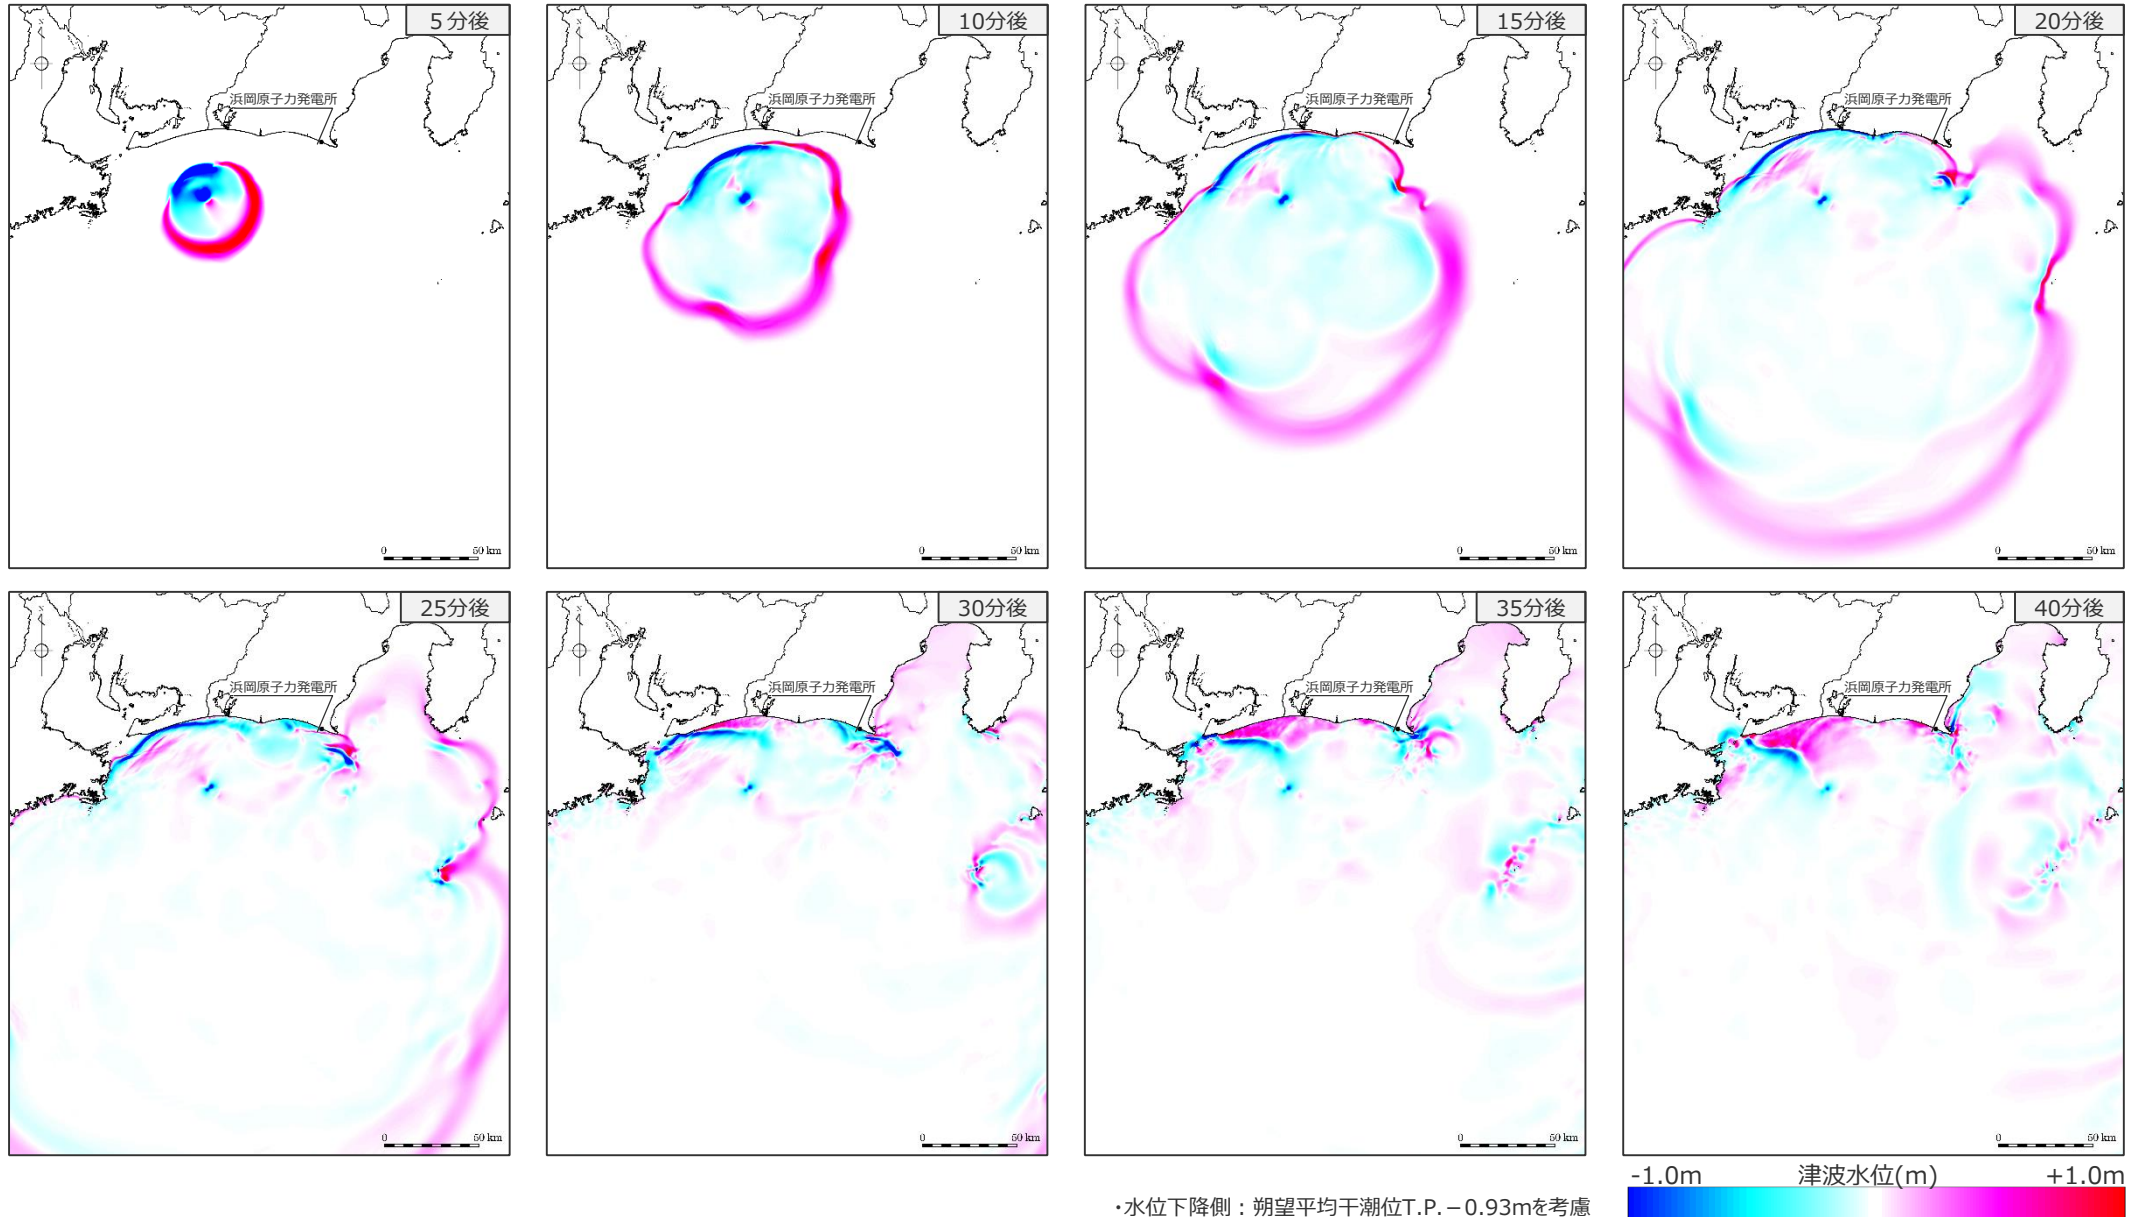 5分後
10分後
15分後
20分後
N
N
N
N
浜岡原子力発電所
浜岡原子力発電所
浜岡原子力発電所
浜岡原子力発電所
0 50 km
0 50 km
0 50 km
0 50 km
25分後
30分後
35分後
40分後
N
N
N
N
浜岡原子力発電所
浜岡原子力発電所
浜岡原子力発電所
浜岡原子力発電所
0 50 km
0 50 km
0 50 km
0 50 km
-1.0m 津波水位(m) +1.0m
・水位下降側：朔望平均干潮位T.P.－0.93mを考慮